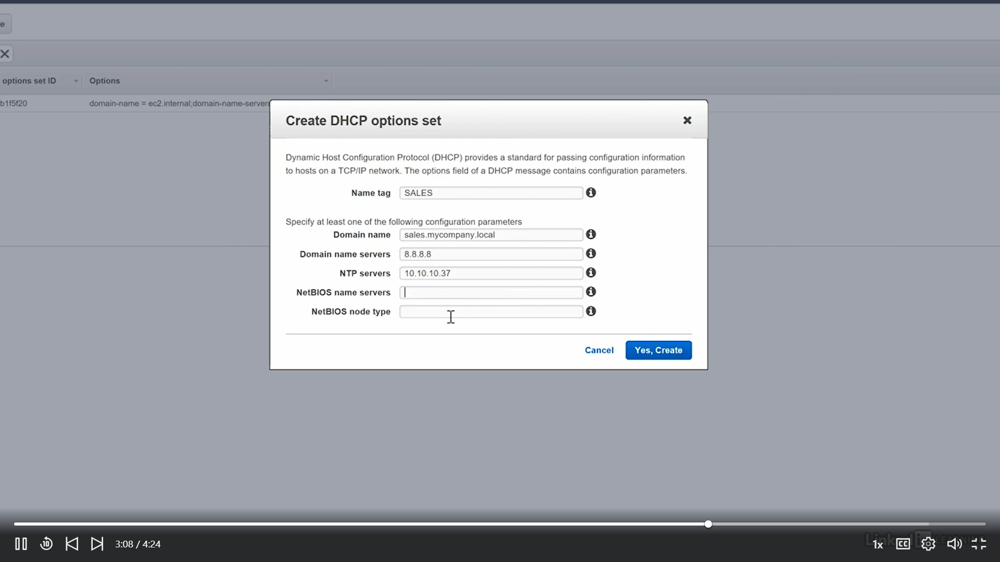 e
options set ID Options
b1f5f20 domain-name = ec2.internal;domain-name-servers
Create DHCP options set
Dynamic Host Configuration Protocol (DHCP) provides a standard for passing configuration information
to hosts on a TCP/IP network. The options field of a DHCP message contains configuration parameters.
Name tag SALES
Specify at least one of the following configuration parameters
Domain name sales.mycompany.local
Domain name servers 8.8.8.8
NTP servers 10.10.10.37
NetBIOS name servers
NetBIOS node type
Cancel Yes, Create
10 3:08 / 4:24 1x CC
LinkedIn LEARNING